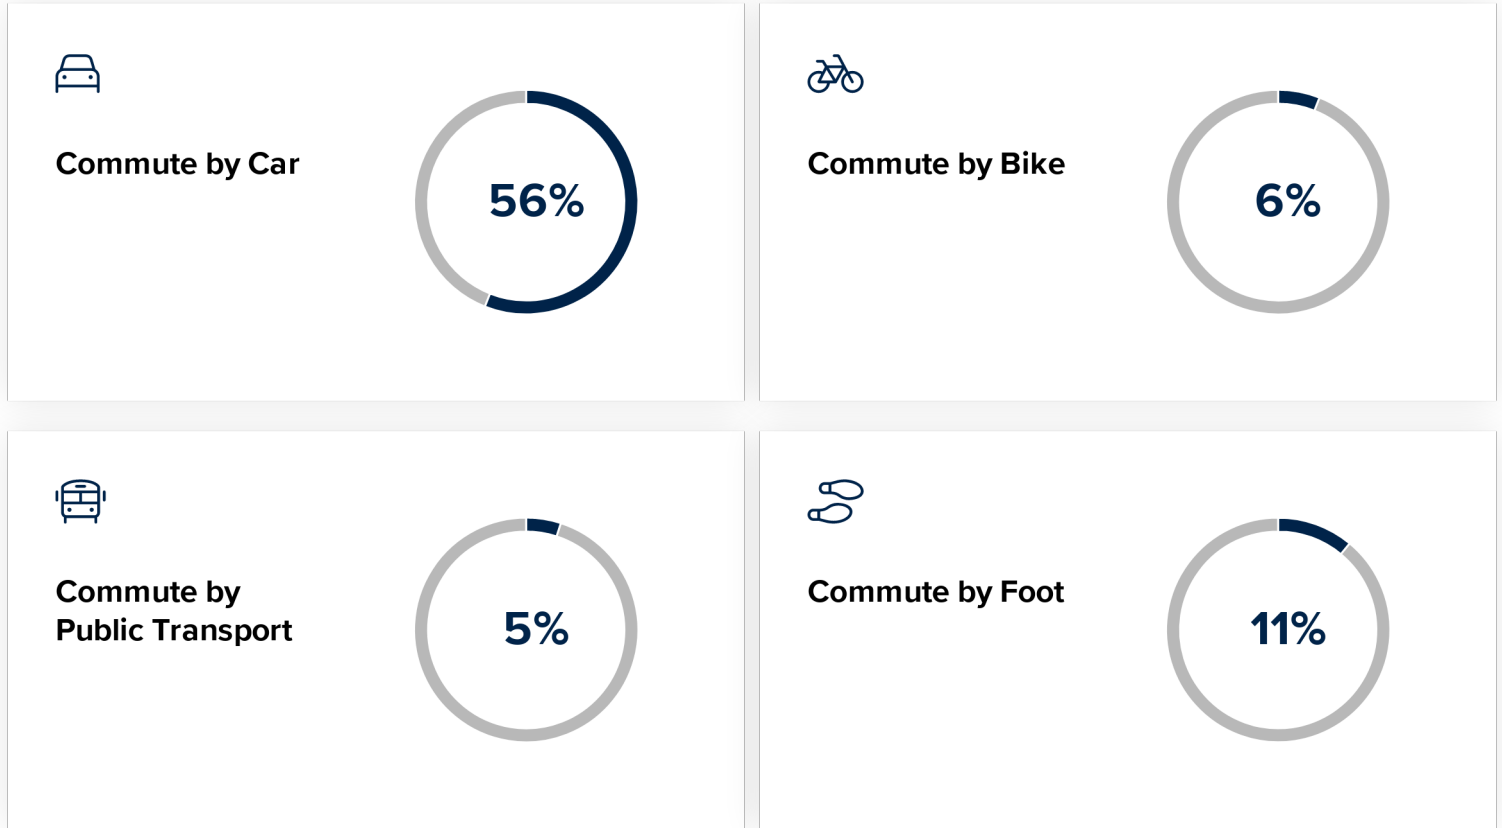 Commute by Car
56%
Commute by Bike
6%
Commute by
Public Transport
5%
Commute by Foot
11%